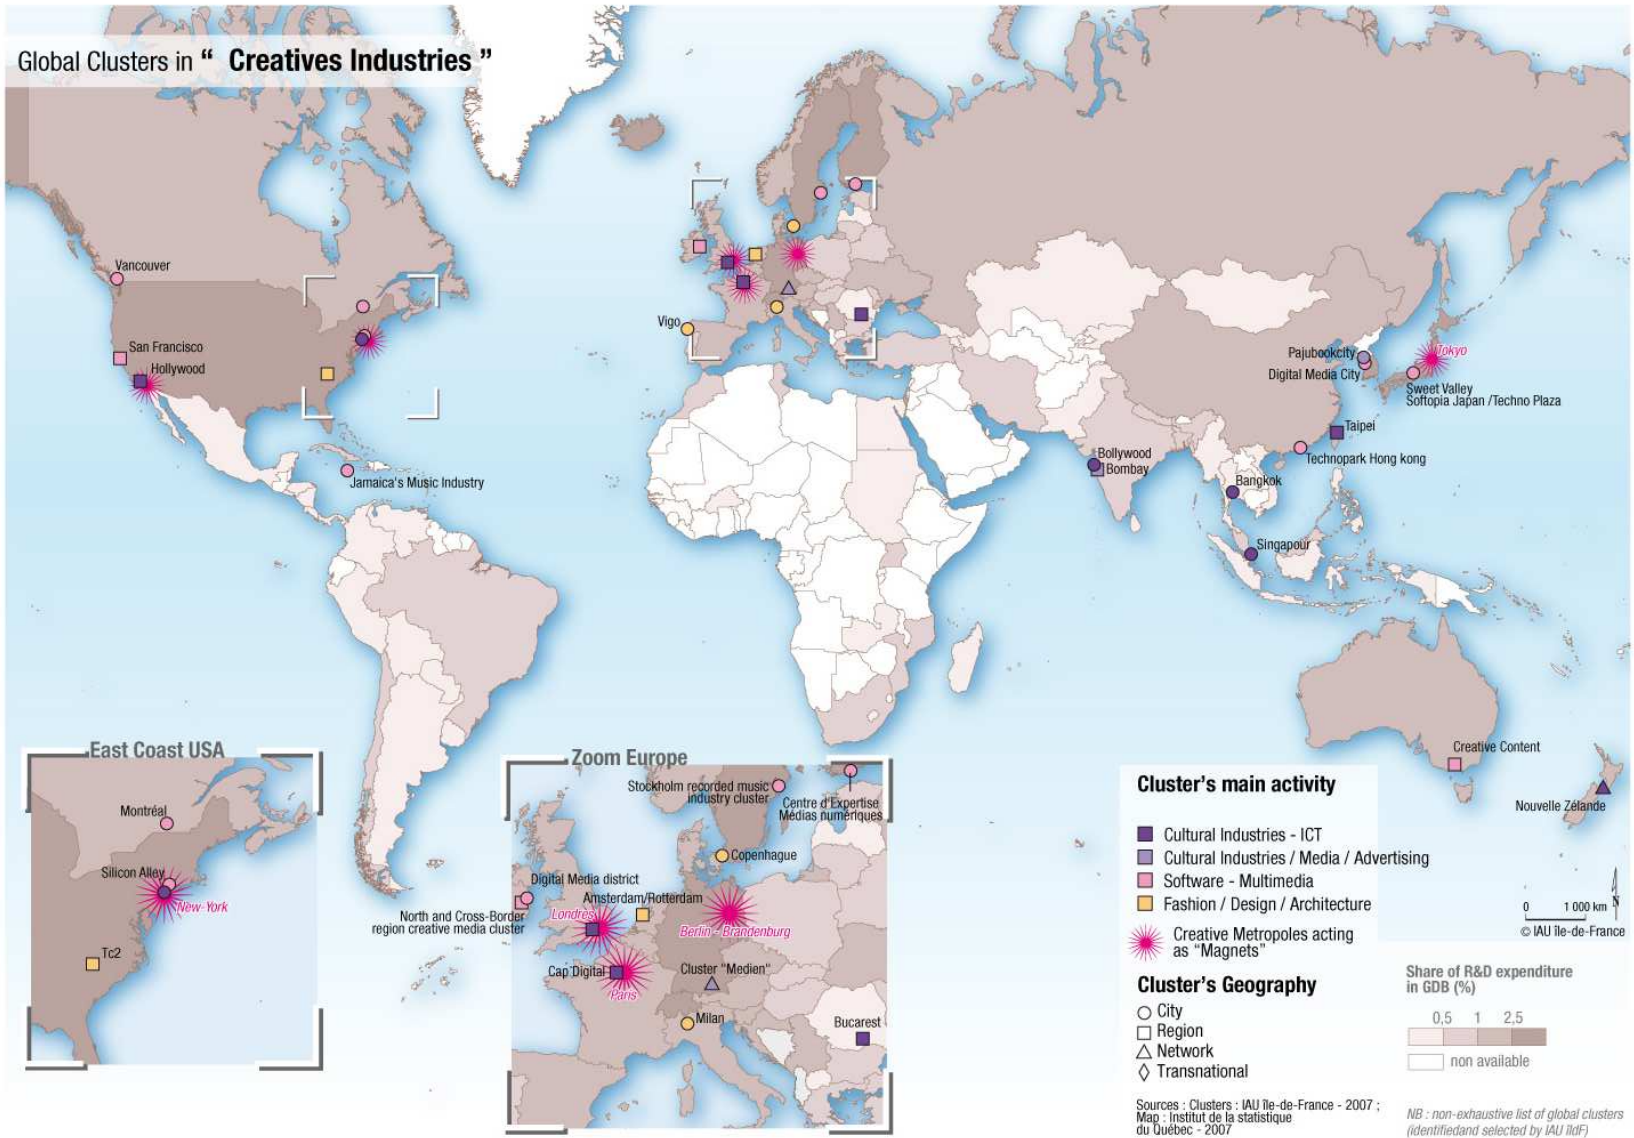 Global Clusters in “ Creatives Industries ”
Vancouver
San Francisco
Hollywood
Jamaica's Music Industry
Vigo
Pajubookcity
Digital Media City
Tokyo
Sweet Valley
Softopia Japan /Techno Plaza
Taipei
Technopark Hong kong
Bollywood
Bombay
Bangkok
Singapour
Creative Content
Nouvelle Zélande
East Coast USA
Montréal
Silicon Alley
New-York
Tc2
Zoom Europe
Stockholm recorded music
industry cluster
Centre d'Expertise
Médias numériques
Copenhague
Digital Media district
Amsterdam/Rotterdam
North and Cross-Border
region creative media cluster
Londres
Berlin - Brandenburg
Cap Digital
Paris
Cluster "Medien"
Milan
Bucarest
Cluster's main activity
Cultural Industries - ICT
Cultural Industries / Media / Advertising
Software - Multimedia
Fashion / Design / Architecture
Creative Metropoles acting
as “Magnets”
Cluster's Geography
City
Region
Network
Transnational
Sources : Clusters : IAU île-de-France - 2007 ;
Map : Institut de la statistique
du Québec - 2007
0 1 000 km N
© IAU île-de-France
Share of R&D expenditure
in GDB (%)
0,5 1 2,5
non available
NB : non-exhaustive list of global clusters
(identifiedand selected by IAU îldF)